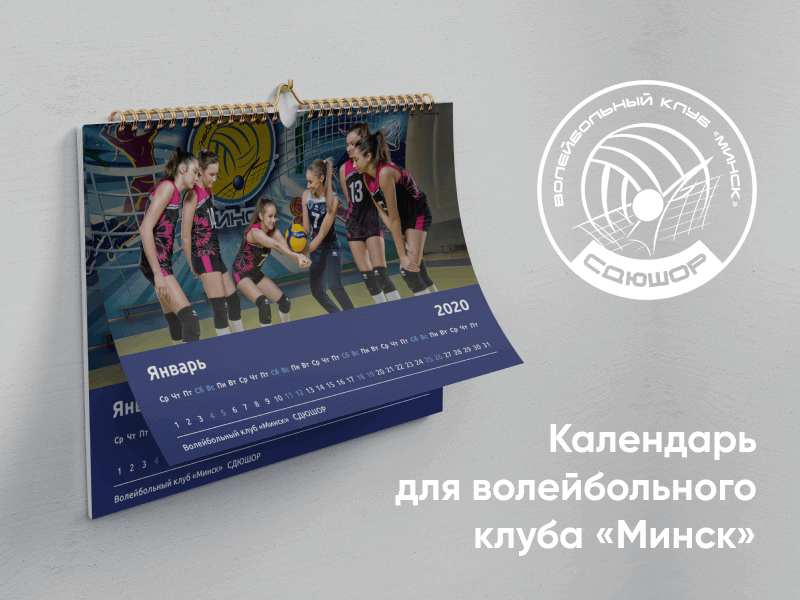 ВОЛЕЙБОЛЬНЫЙ КЛУБ «МИНСК»
СДЮШОР
Минск
7
13
2020
Январь
Ср Чт Пт Сб Вс Пн Вт Ср Чт Пт Сб Вс Пн Вт Ср Чт Пт Сб Вс Пн Вт Ср Чт Пт Сб Вс Пн Вт Ср Чт Пт
1 2 3 4 5 6 7 8 9 10 11 12 13 14 15 16 17 18 19 20 21 22 23 24 25 26 27 28 29 30 31
Волейбольный клуб «Минск» СДЮШОР
Ср Чт Пт
1 2 3 4
Волейбольный клуб «Минск» СДЮШОР
Календарь
для волейбольного
клуба «Минск»